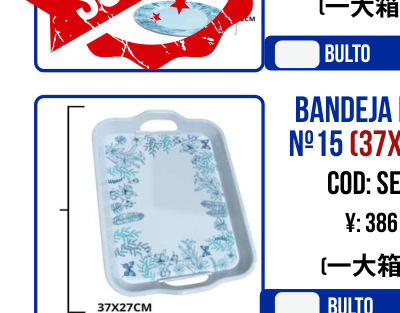 (一大箱
BULTO
BANDEJA
Nº15 (37X
COD: SE
¥: 386
(一大箱
37X27CM
BULTO